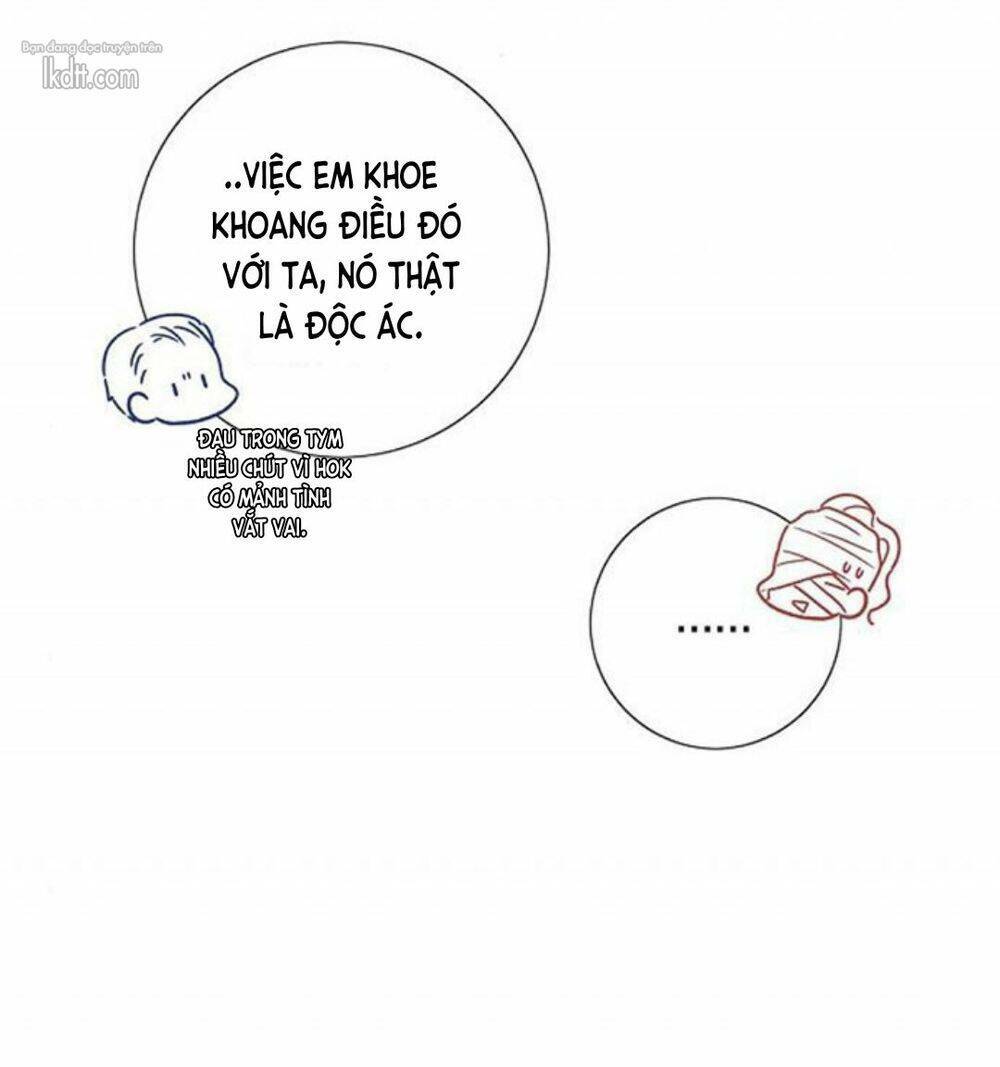 Bạn đang đọc truyện trên
lkdtt.com
..VIỆC EM KHOE
KHOANG ĐIỀU ĐÓ
VỚI TA, NÓ THẬT
LÀ ĐỘC ÁC.
ĐAU TRONG TYM
NHIỀU CHÚT VÌ HOK
CÓ MẢNH TÌNH
VẮT VAI.
......